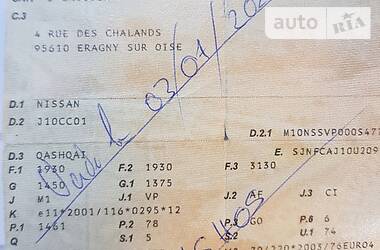 C.3
4 RUE DES CHALANDS
95610 ERAGNY SUR OISE
auto RIA
03/01/20
D.1 NISSAN
D.2 J10CC01
D.2.1 M10NSSVP000S47
D.3 QASHQAI E SJNFCAJ10U209
F.1 1930 F.2 1930 F.3 3130
G 1450 G.1 1375
J M1 J.1 VP J.2 AF J.3 CI
K e11*2001/116*0295*12
P.1 1461 P.2 78 GO P.6 6
Q S.1 5 S.2 U.1 74
/76EURO4